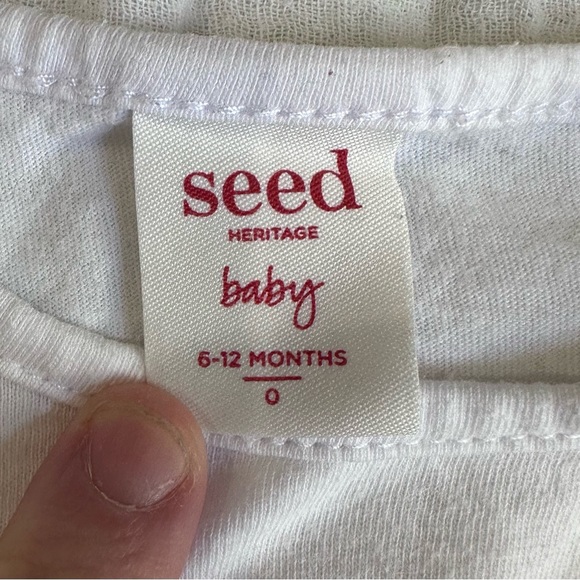 seed
HERITAGE
baby
6-12 MONTHS
0